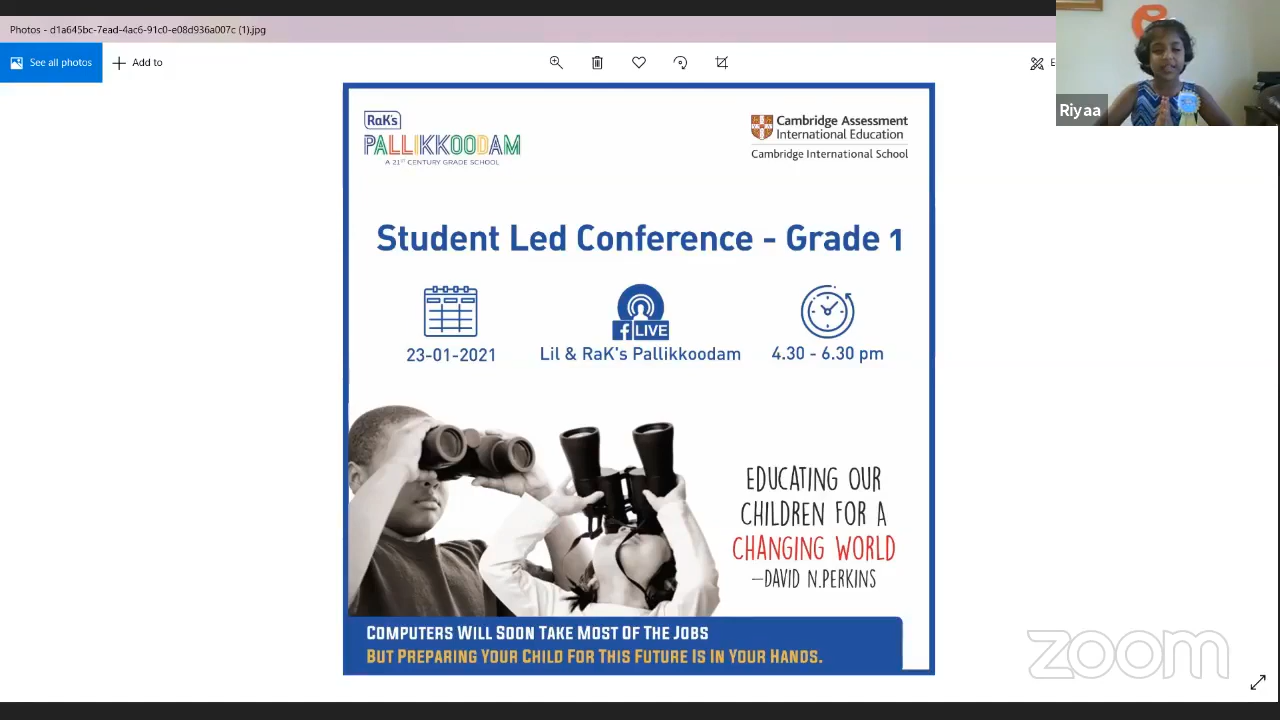 Photos - d1a645bc-7ead-4ac6-91c0-e08d936a007c (1).jpg
See all photos
Add to
E
Riyaa
RaK's
PALLIKKOODAM
A 21ST CENTURY GRADE SCHOOL
Cambridge Assessment
International Education
Cambridge International School
Student Led Conference - Grade 1
f LIVE
23-01-2021
Lil & RaK's Pallikkoodam
4.30 - 6.30 pm
EDUCATING OUR
CHILDREN FOR A
CHANGING WORLD
—DAVID N.PERKINS
COMPUTERS WILL SOON TAKE MOST OF THE JOBS
BUT PREPARING YOUR CHILD FOR THIS FUTURE IS IN YOUR HANDS.
zoom